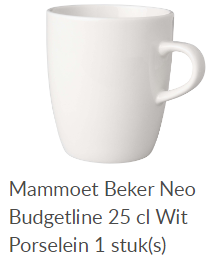 Mammoet Beker Neo
Budgetline 25 cl Wit
Porselein 1 stuk(s)